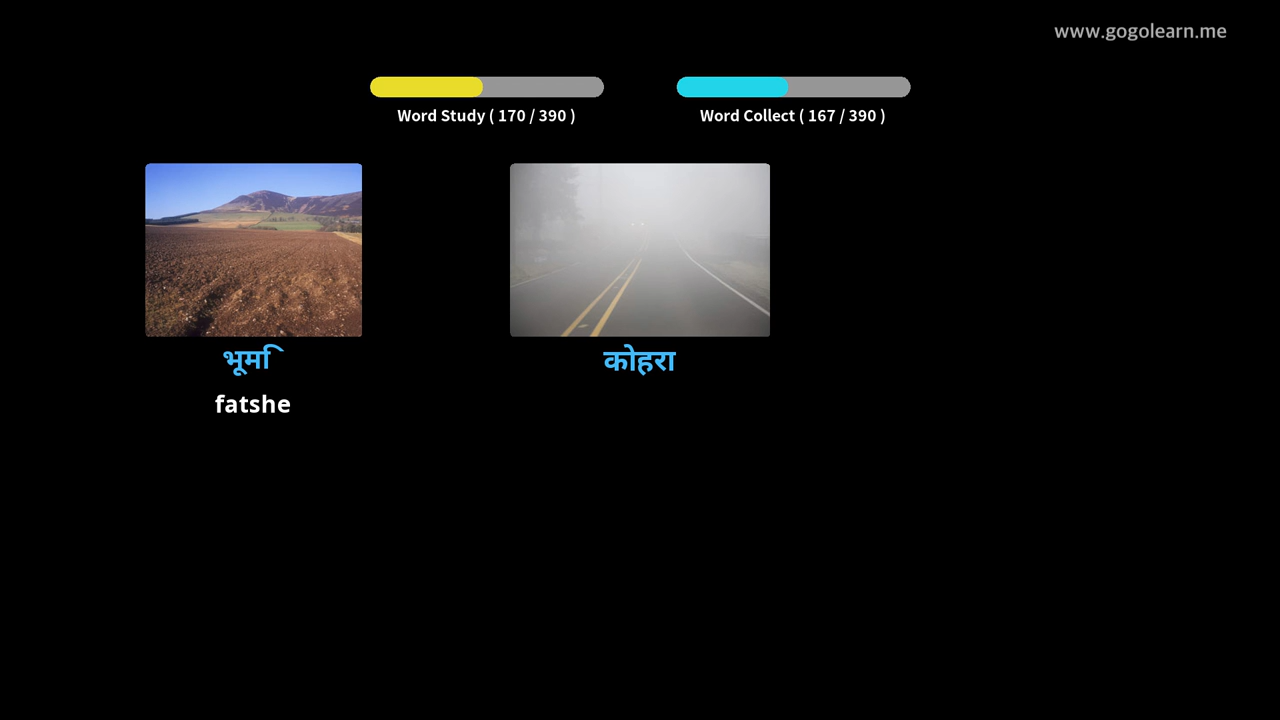 www.gogolearn.me
Word Study ( 170 / 390 )
Word Collect ( 167 / 390 )
भूमि
fatshe
कोहरा